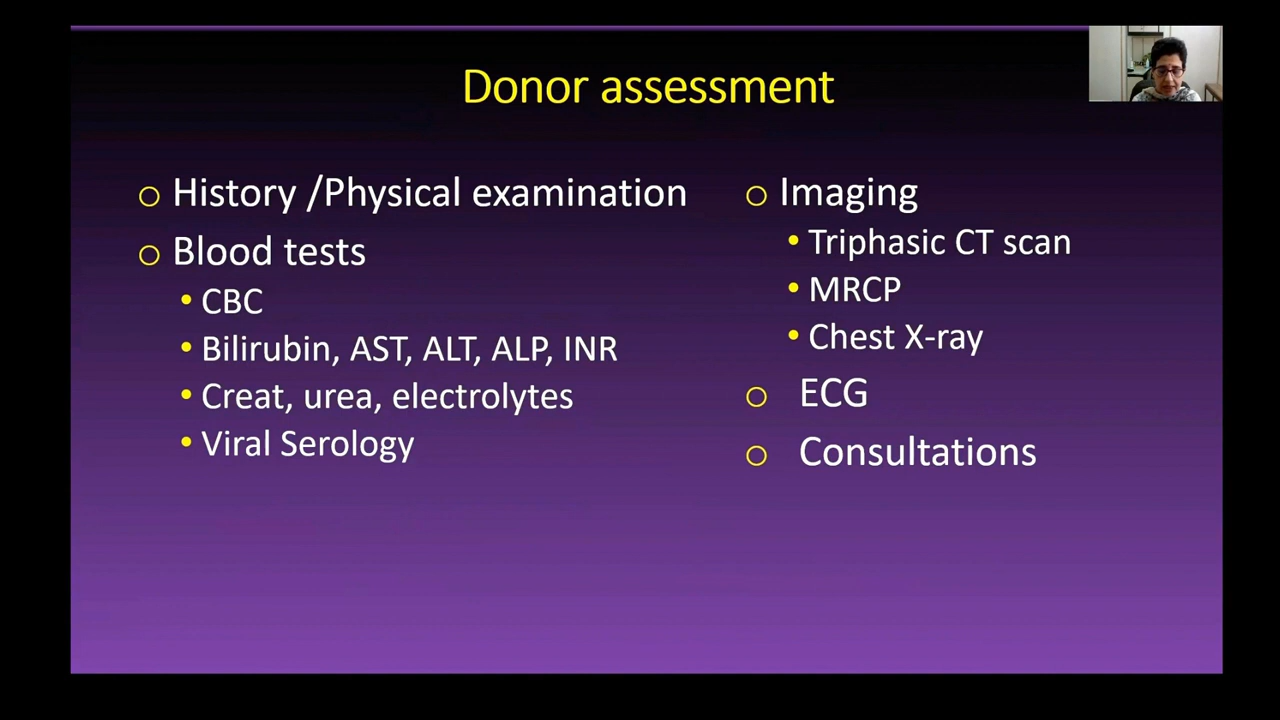 Donor assessment
History /Physical examination
Blood tests
CBC
Bilirubin, AST, ALT, ALP, INR
Creat, urea, electrolytes
Viral Serology
Imaging
Triphasic CT scan
MRCP
Chest X-ray
ECG
Consultations